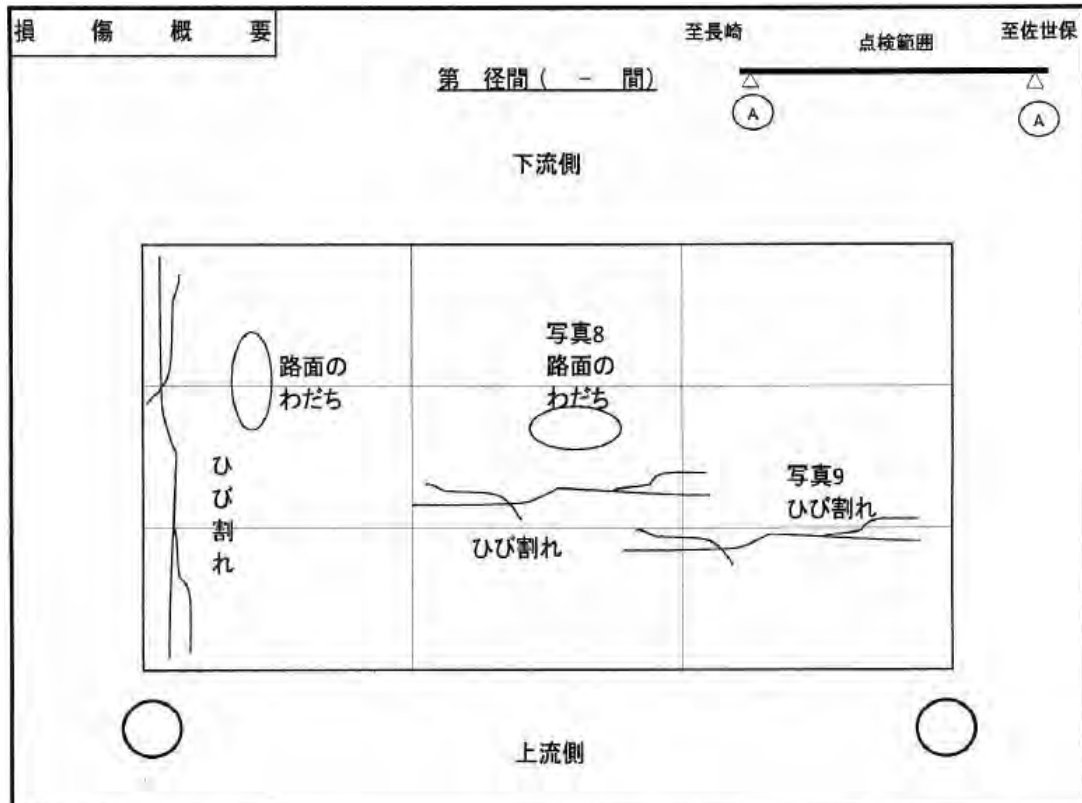 損傷概要
至長崎
点検範囲
至佐世保
第 径間( - 間)
A
A
下流側
路面の
わだち
写真8
路面の
わだち
ひび割れ
ひび割れ
写真9
ひび割れ
上流側